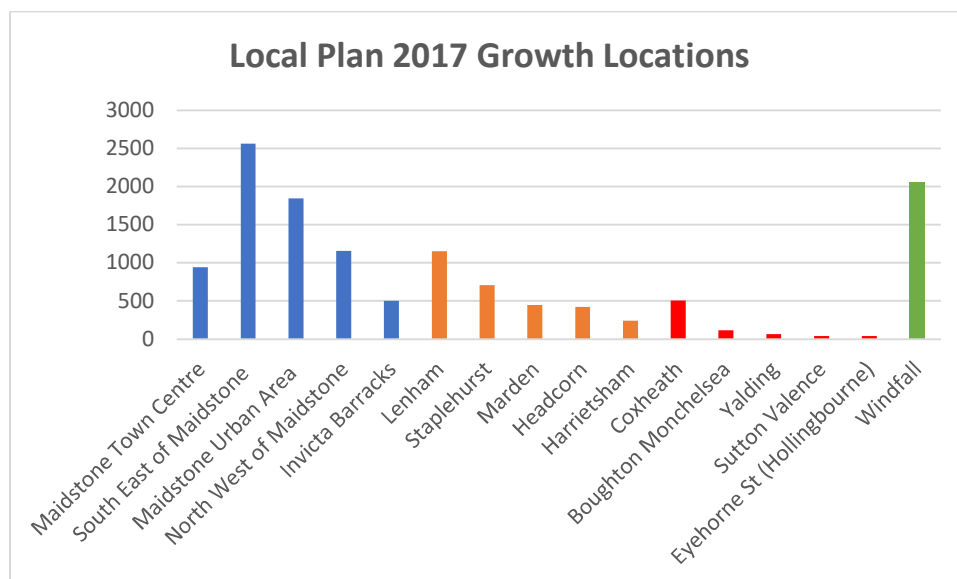 Local Plan 2017 Growth Locations
3000
2500
2000
1500
1000
500
0
Maidstone Town Centre
South East of Maidstone
Maidstone Urban Area
North West of Maidstone
Invicta Barracks
Lenham
Staplehurst
Marden
Headcorn
Harrietsham
Coxheath
Boughton Monchelsea
Yalding
Sutton Valence
Eyehorne St (Hollingbourne)
Windfall